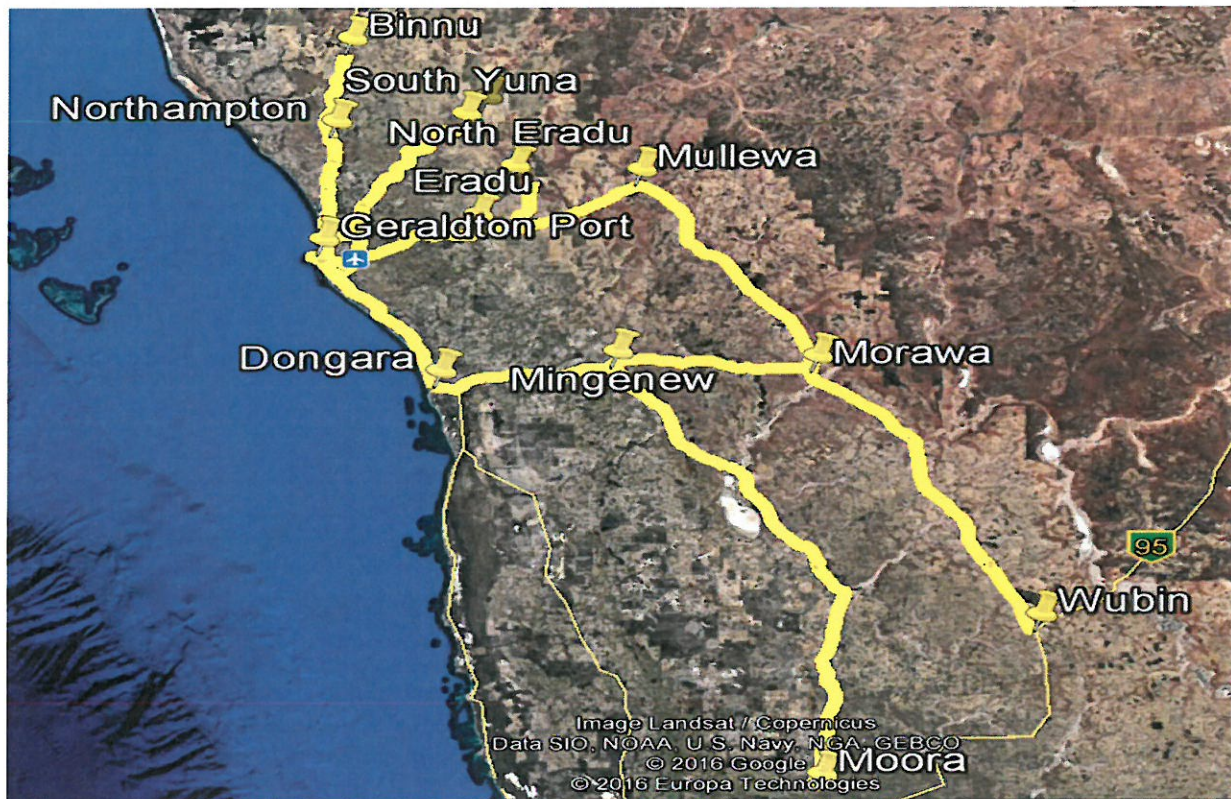 Binnu
South Yuna
Northampton
North Eradu
Mullewa
Eradu
Geraldton Port
Dongara
Morawa
Mingenew
95
Wubin
Image Landsat / Copernicus
Data SIO, NOAA, U.S. Navy, NGA, GEBCO
© 2016 Google
Moora
© 2016 Europa Technologies